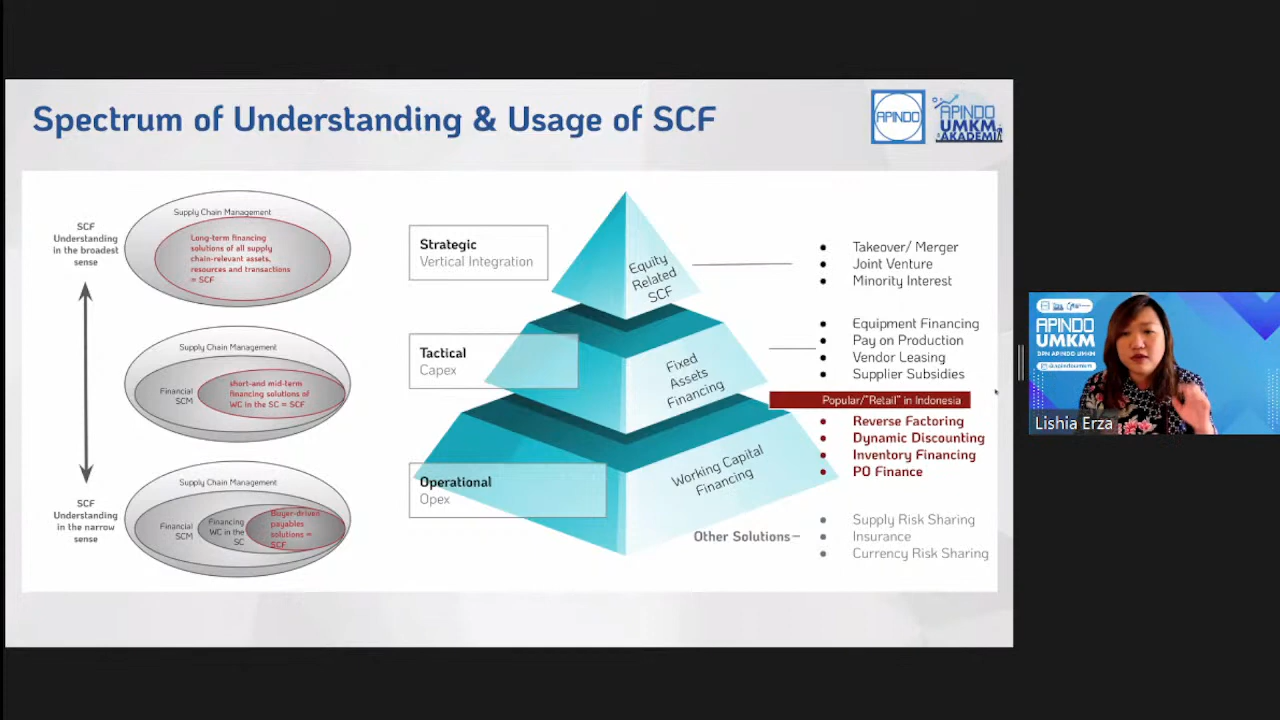 Spectrum of Understanding & Usage of SCF
APINDO
APINDO
UMKM
AKADEMI
SCF
Understanding
in the broadest
sense
Supply Chain Management
Long-term financing
solutions of all supply
chain-relevant assets,
resources and transactions
= SCF
Supply Chain Management
Financial
SCM
short-and mid-term
financing solutions of
WC in the SC = SCF
SCF
Understanding
in the narrow
sense
Supply Chain Management
Financial
SCM
Financing
WC in the
SC
Buyer-driven
payables
solutions =
SCF
Strategic
Vertical Integration
Equity
Related
SCF
• Takeover/ Merger
• Joint Venture
• Minority Interest
Tactical
Capex
Fixed
Assets
Financing
• Equipment Financing
• Pay on Production
• Vendor Leasing
• Supplier Subsidies
Popular/"Retail" in Indonesia
Operational
Opex
Working Capital
Financing
• Reverse Factoring
• Dynamic Discounting
• Inventory Financing
• PO Finance
Other Solutions –
• Supply Risk Sharing
• Insurance
• Currency Risk Sharing
APINDO
UMKM
DPN APINDO UMKM
Lishia Erza